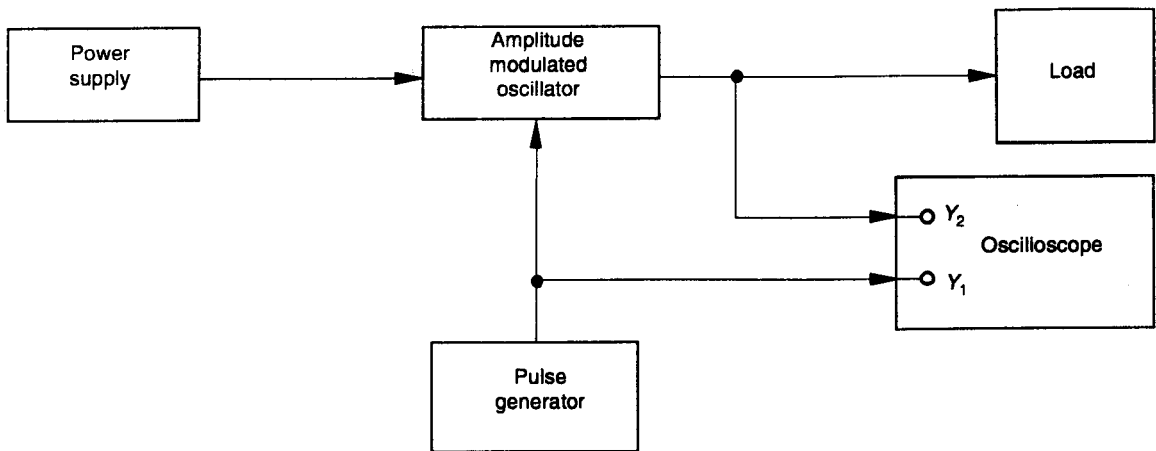 Power
supply
Amplitude
modulated
oscillator
Load
Y2
Oscilloscope
Y1
Pulse
generator